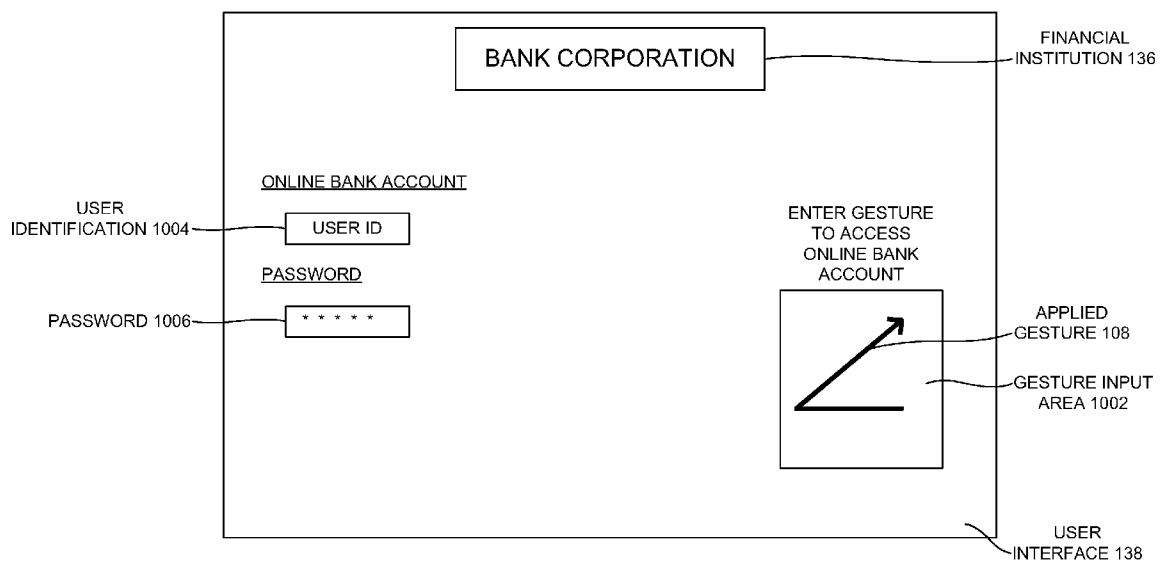 BANK CORPORATION
FINANCIAL
INSTITUTION 136
ONLINE BANK ACCOUNT
USER
IDENTIFICATION 1004
USER ID
PASSWORD
PASSWORD 1006
* * * * *
ENTER GESTURE
TO ACCESS
ONLINE BANK
ACCOUNT
APPLIED
GESTURE 108
GESTURE INPUT
AREA 1002
USER
INTERFACE 138